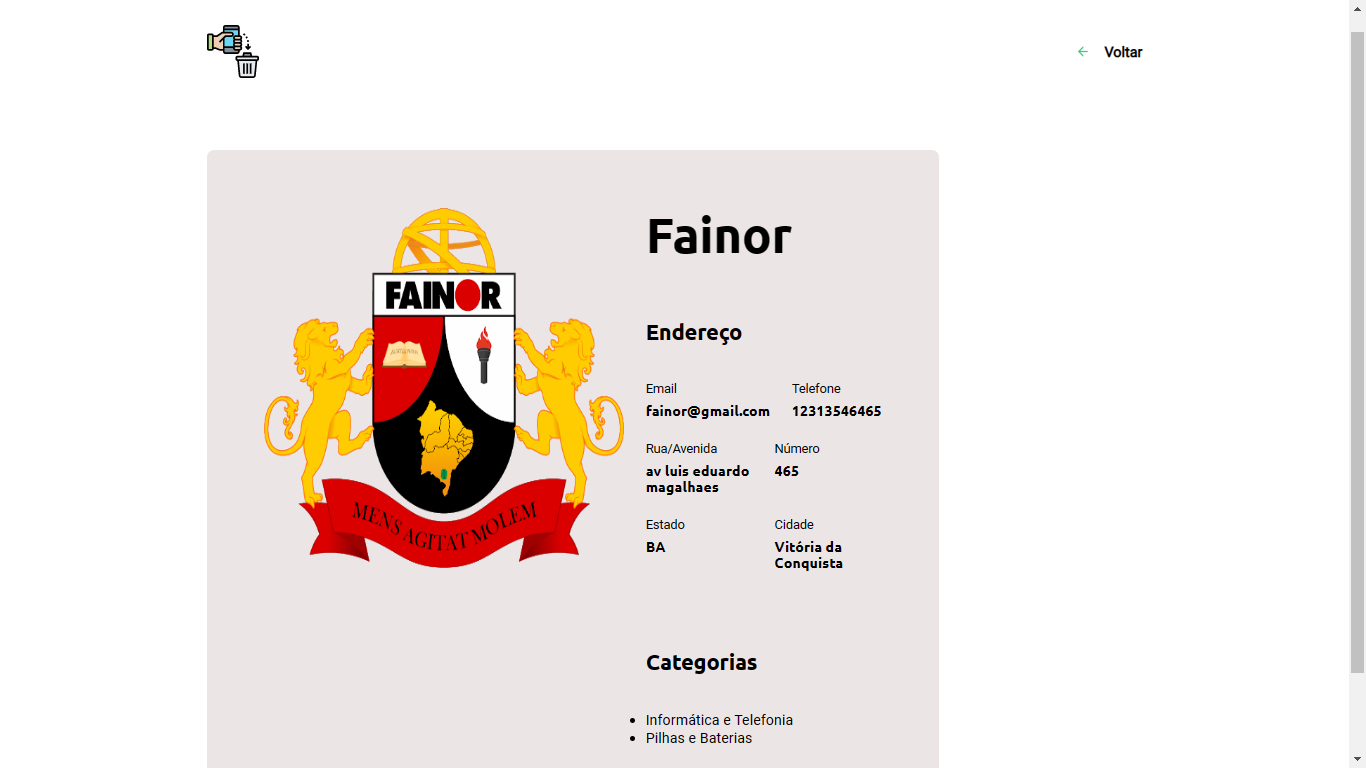 Voltar
FAINOR
MENS AGITAT MOLEM
Fainor
Endereço
Email
Telefone
fainor@gmail.com
12313546465
Rua/Avenida
Número
av luis eduardo
magalhaes
465
Estado
Cidade
BA
Vitória da
Conquista
Categorias
Informática e Telefonia
Pilhas e Baterias